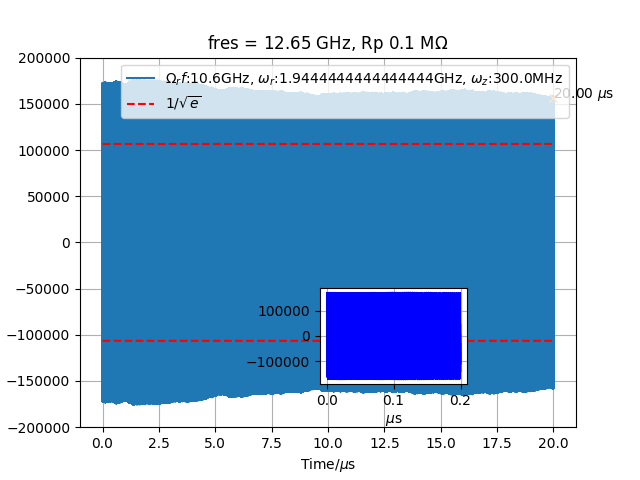 fres = 12.65 GHz, Rp 0.1 MΩ
200000
150000
100000
50000
0
−50000
−100000
−150000
−200000
Ω_rf:10.6GHz, ω_r:1.9444444444444444GHz, ω_z:300.0MHz
1/√e
20.00 μs
100000
0
−100000
0.0 0.1 0.2
μs
0.0 2.5 5.0 7.5 10.0 12.5 15.0 17.5 20.0
Time/μs